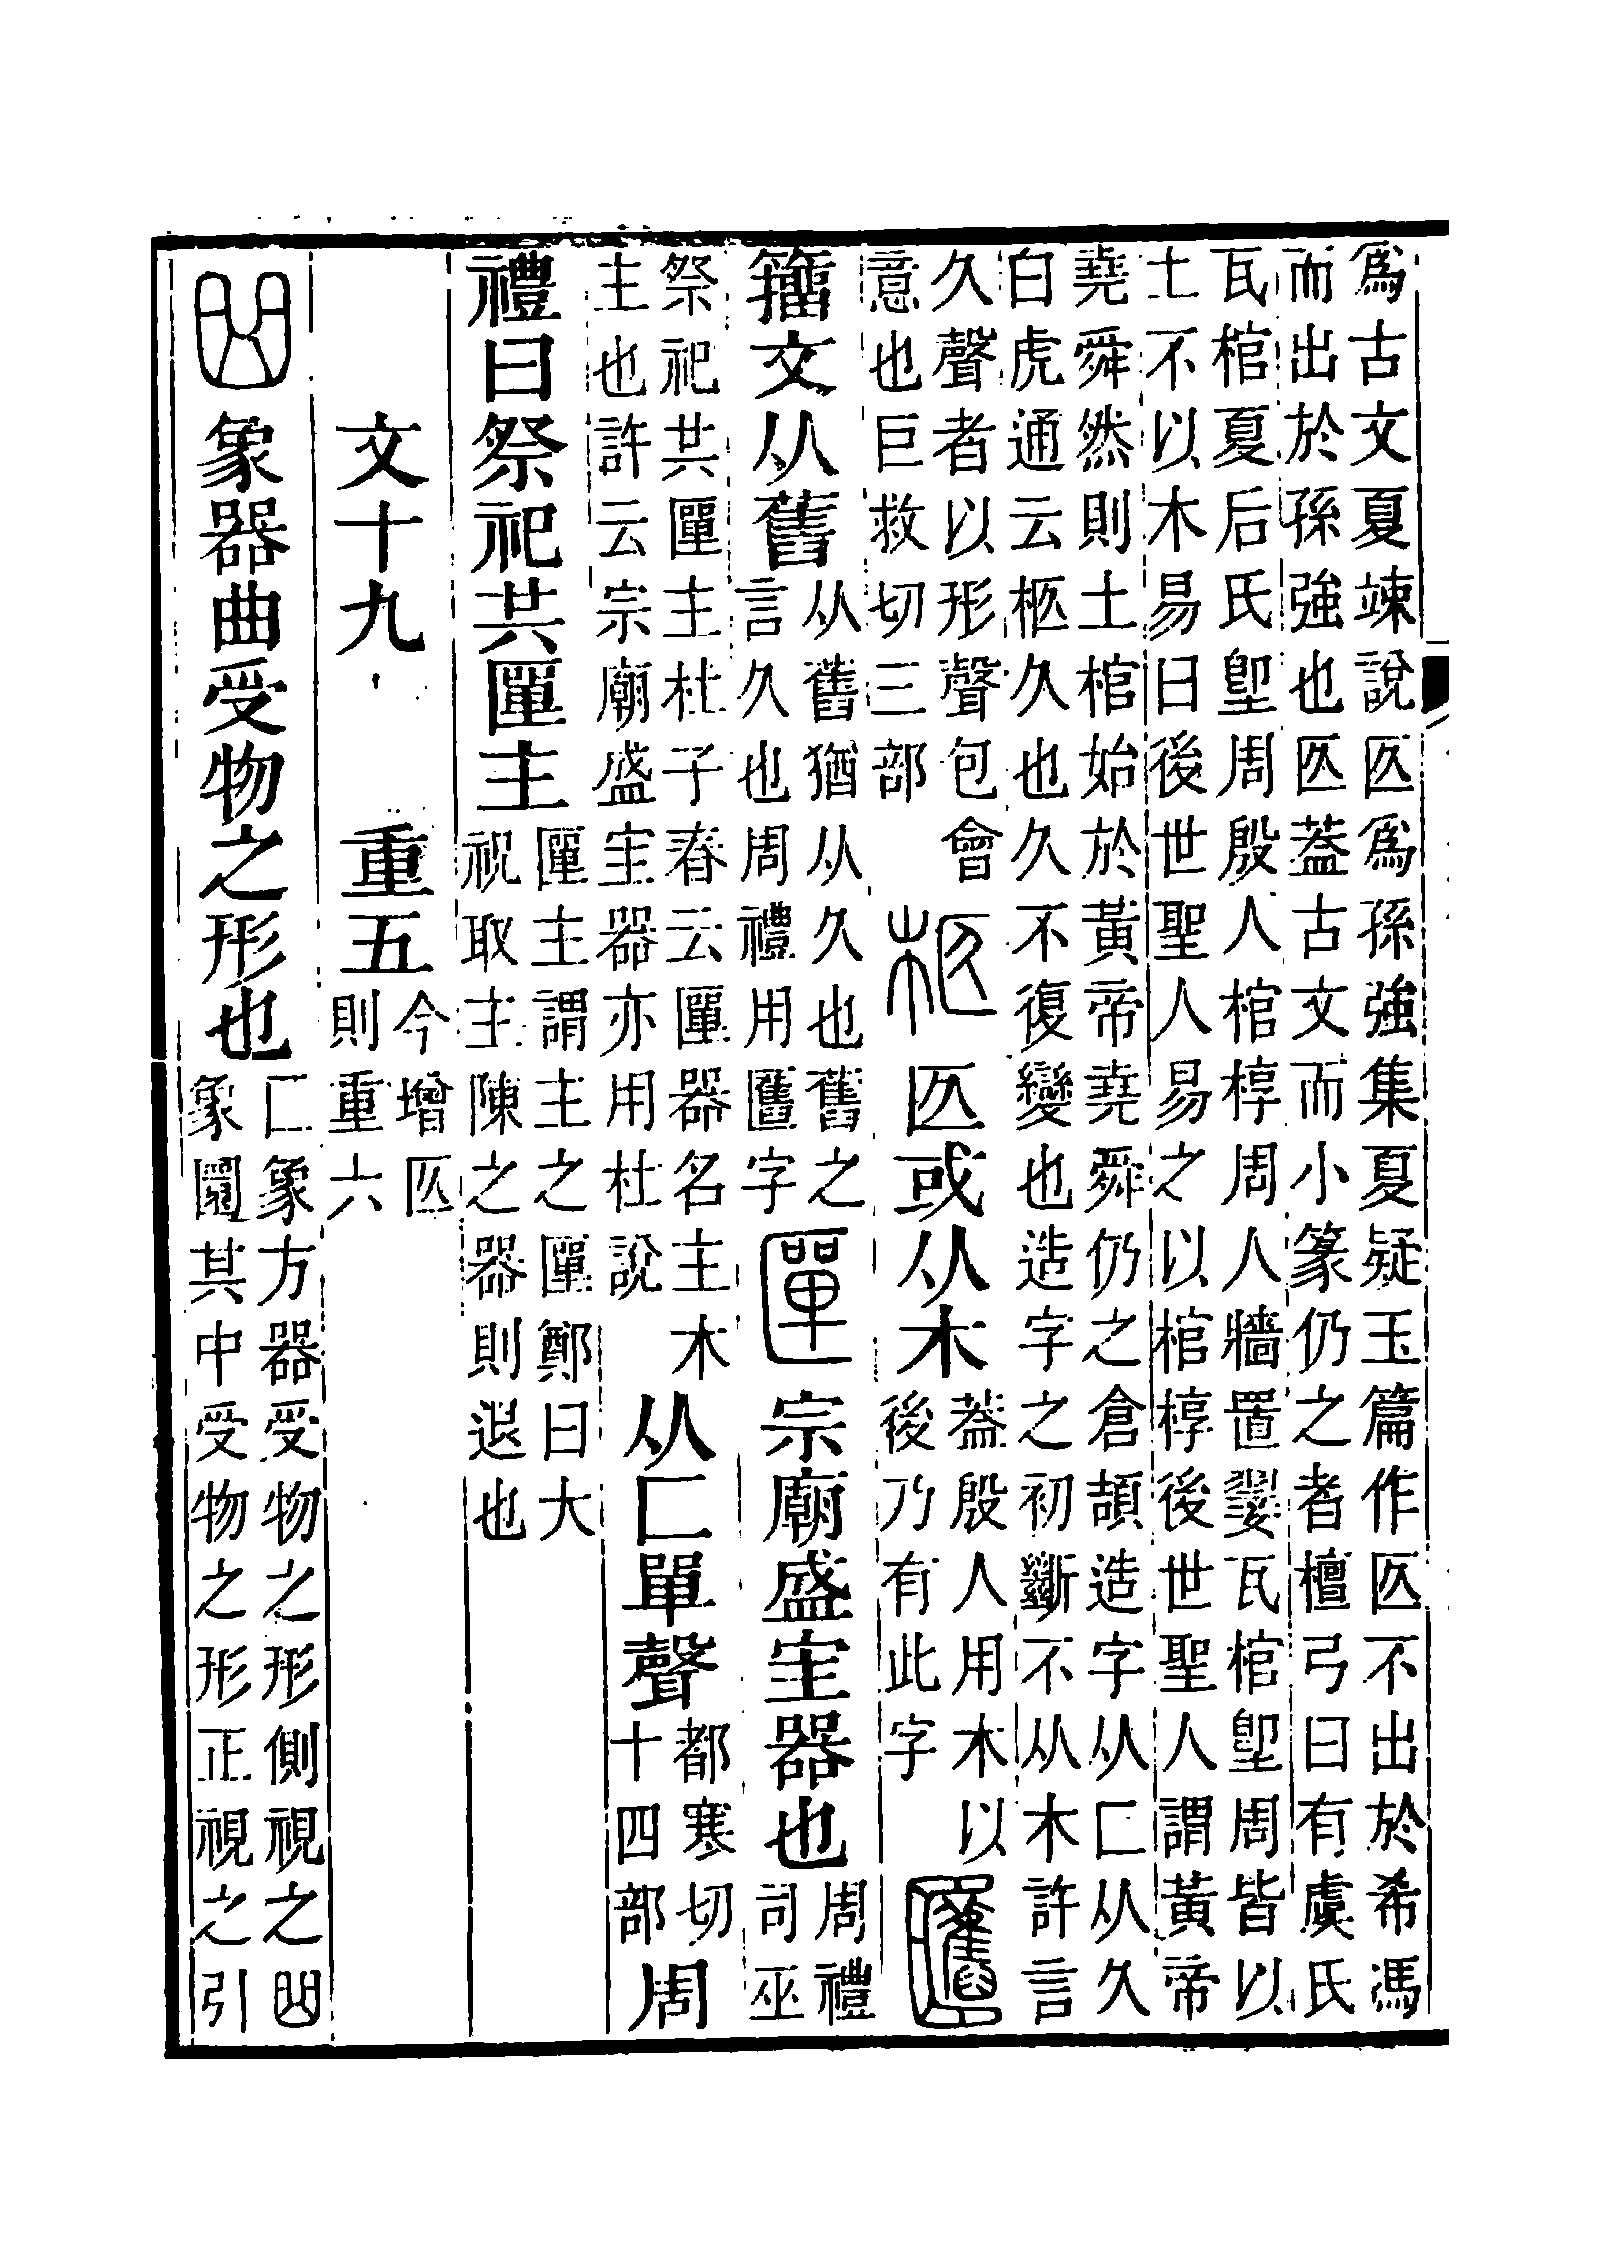 爲古文夏竦說匛爲孫強集夏疑玉篇作匛不出於希馮
而出於孫強也匛蓋古文而小篆仍之者檀弓曰有虞氏
瓦棺夏后氏堲周殷人棺椁周人牆置翣瓦棺堲周皆以
土不以木易曰後世聖人易之以棺椁後世聖人謂黃帝
堯舜然則土棺始於黃帝堯舜仍之倉頡造字从匚从久
白虎通云柩久也久不復變也造字之初斷不从木許言
久聲者以形聲包會
意也巨救切三部
柩匛或从木
蓋殷人用木以
後乃有此字
匶
籒文从舊
从舊猶从久也舊之
言久也周禮用匶字
匰宗廟盛宔器也
周禮
司巫
祭祀共匰主杜子春云匰器名主木
主也許云宗廟盛宔器亦用杜說
从匚單聲
都寒切
十四部
周
禮曰祭祀共匰主
匰主謂主之匰鄭曰大
祝取主陳之器則退也
文十九 重五
今增匛
則重六
曲象器曲受物之形也
匚象方器受物之形側視之曲
象圜其中受物之形正視之引